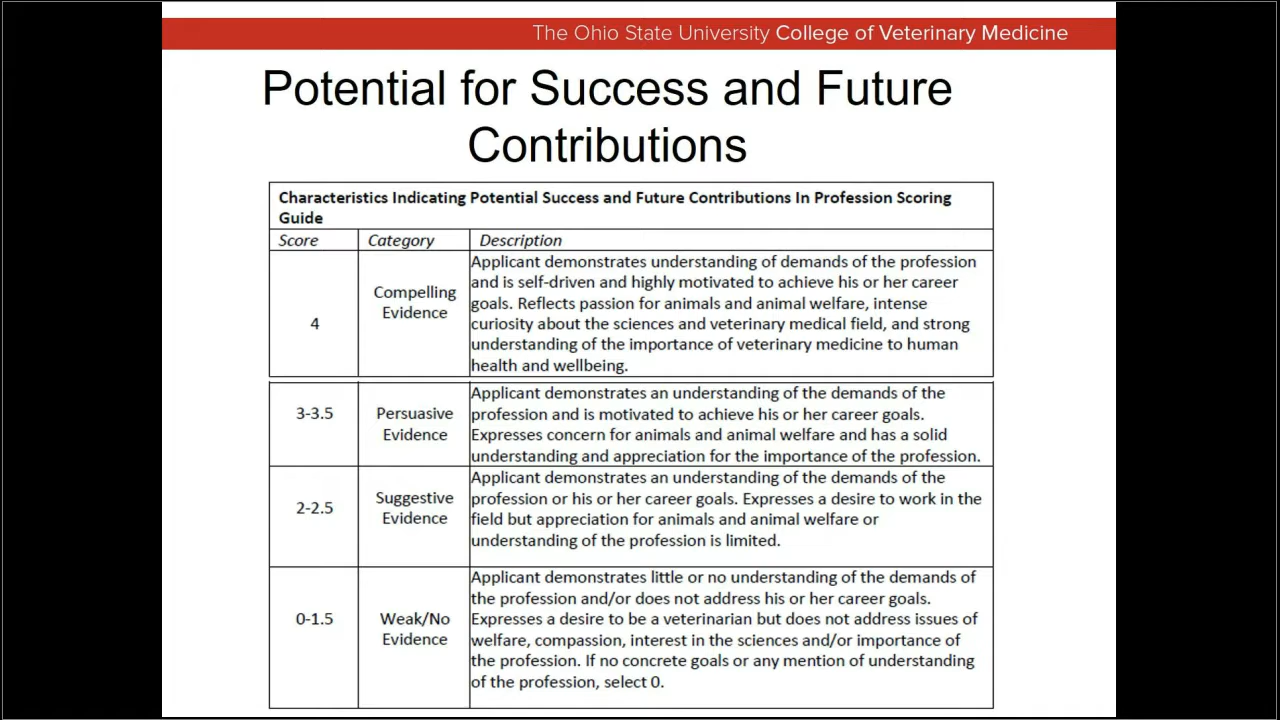 The Ohio State University College of Veterinary Medicine
Potential for Success and Future
Contributions
Characteristics Indicating Potential Success and Future Contributions In Profession Scoring
Guide
Score Category Description
4
Compelling
Evidence
Applicant demonstrates understanding of demands of the profession
and is self-driven and highly motivated to achieve his or her career
goals. Reflects passion for animals and animal welfare, intense
curiosity about the sciences and veterinary medical field, and strong
understanding of the importance of veterinary medicine to human
health and wellbeing.
3-3.5
Persuasive
Evidence
Applicant demonstrates an understanding of the demands of the
profession and is motivated to achieve his or her career goals.
Expresses concern for animals and animal welfare and has a solid
understanding and appreciation for the importance of the profession.
2-2.5
Suggestive
Evidence
Applicant demonstrates an understanding of the demands of the
profession or his or her career goals. Expresses a desire to work in the
field but appreciation for animals and animal welfare or
understanding of the profession is limited.
0-1.5
Weak/No
Evidence
Applicant demonstrates little or no understanding of the demands of
the profession and/or does not address his or her career goals.
Expresses a desire to be a veterinarian but does not address issues of
welfare, compassion, interest in the sciences and/or importance of
the profession. If no concrete goals or any mention of understanding
of the profession, select 0.